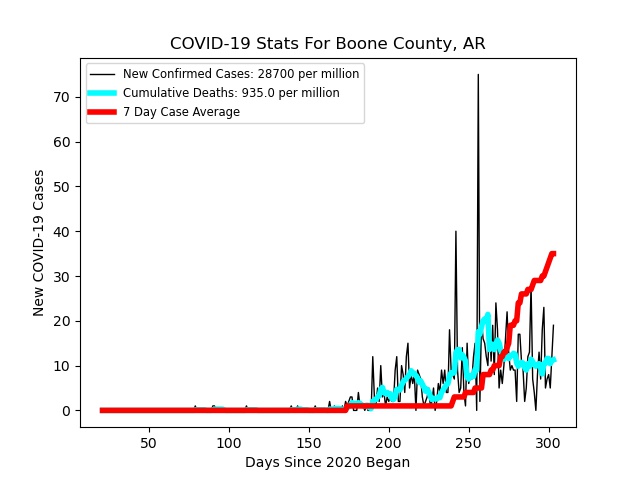 COVID-19 Stats For Boone County, AR
New Confirmed Cases: 28700 per million
Cumulative Deaths: 935.0 per million
7 Day Case Average
New COVID-19 Cases
70
60
50
40
30
20
10
0
50 100 150 200 250 300
Days Since 2020 Began